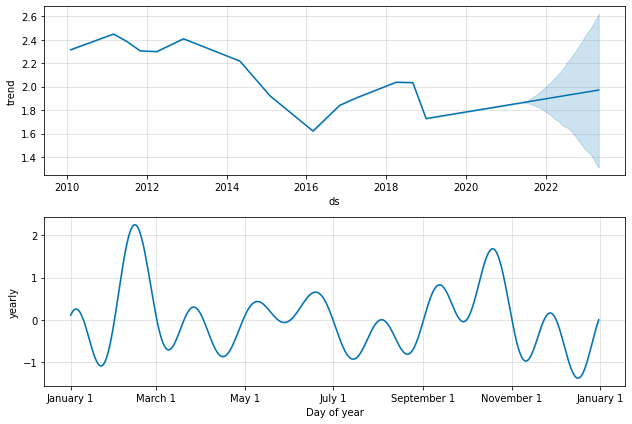 2.6
2.4
2.2
2.0
1.8
1.6
1.4
trend
2010 2012 2014 2016 2018 2020 2022
ds
2
1
0
−1
yearly
January 1 March 1 May 1 July 1 September 1 November 1 January 1
Day of year